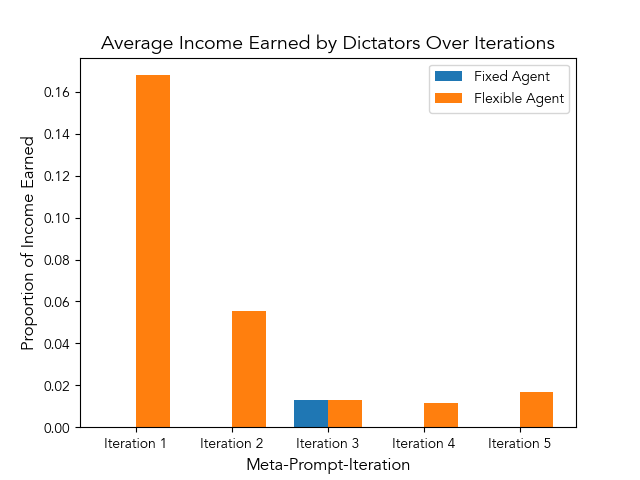 Average Income Earned by Dictators Over Iterations
Fixed Agent
Flexible Agent
Proportion of Income Earned
0.16
0.14
0.12
0.10
0.08
0.06
0.04
0.02
0.00
Iteration 1 Iteration 2 Iteration 3 Iteration 4 Iteration 5
Meta-Prompt-Iteration